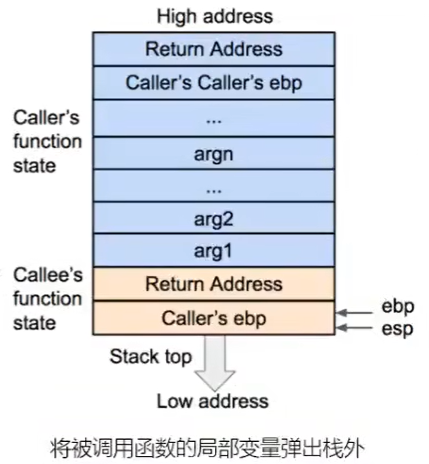 High address
Return Address
Caller's Caller's ebp
...
argn
...
arg2
arg1
Return Address
Caller's ebp
Caller's
function
state
Callee's
function
state
ebp
esp
Stack top
Low address
将被调用函数的局部变量弹出栈外